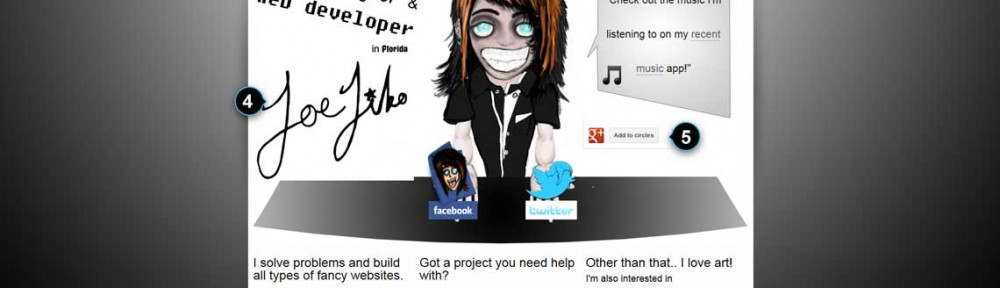 & 
web developer
in Florida
Joe Jiko
4
"Check out the music I'm
listening to on my recent
music app!"
g+ Add to circles
5
facebook
twitter
I solve problems and build
all types of fancy websites.
Got a project you need help
with?
Other than that.. I love art!
I'm also interested in